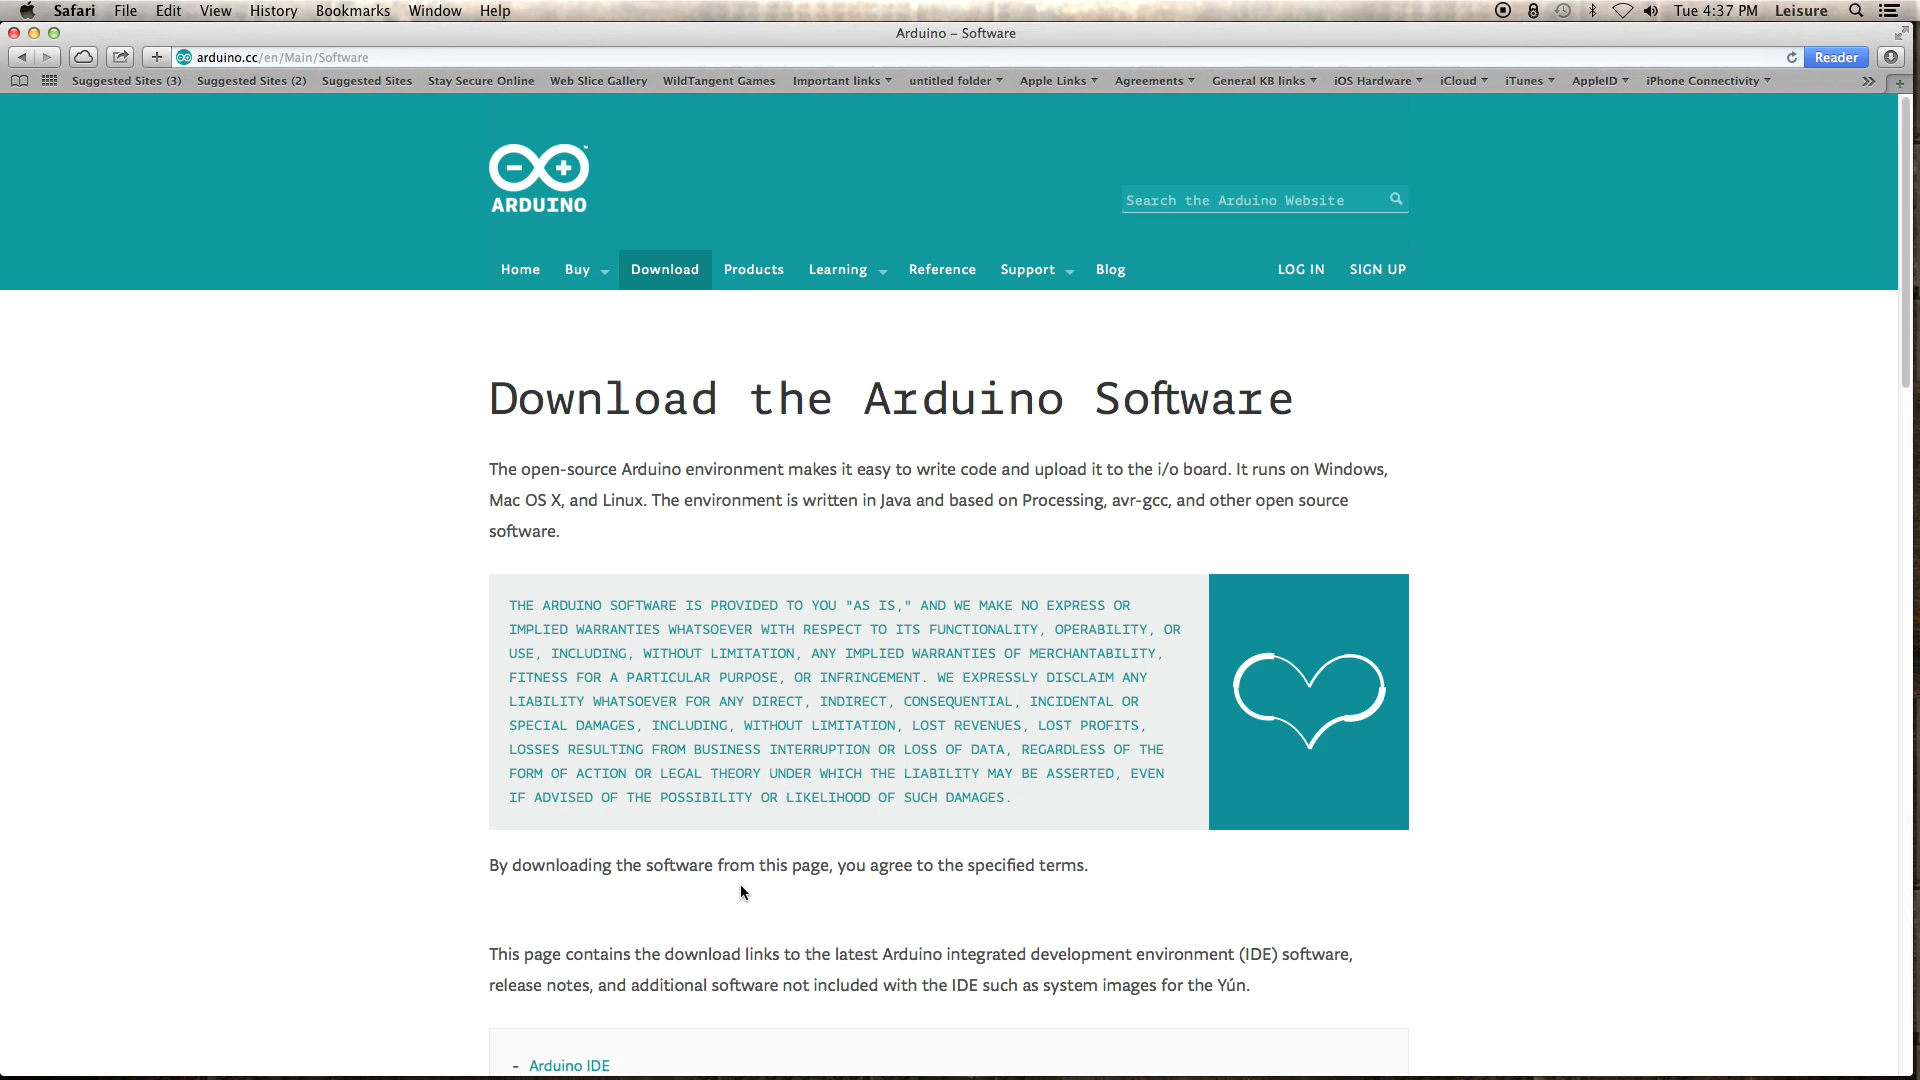 Safari File Edit View History Bookmarks Window Help Tue 4:37 PM Leisure
Arduino – Software
arduino.cc/en/Main/Software Reader
Suggested Sites (3) Suggested Sites (2) Suggested Sites Stay Secure Online Web Slice Gallery WildTangent Games Important links untitled folder Apple Links Agreements General KB links iOS Hardware iCloud iTunes AppleID iPhone Connectivity
ARDUINO
Search the Arduino Website
Home Buy Download Products Learning Reference Support Blog LOG IN SIGN UP
Download the Arduino Software
The open-source Arduino environment makes it easy to write code and upload it to the i/o board. It runs on Windows,
Mac OS X, and Linux. The environment is written in Java and based on Processing, avr-gcc, and other open source
software.
THE ARDUINO SOFTWARE IS PROVIDED TO YOU "AS IS," AND WE MAKE NO EXPRESS OR
IMPLIED WARRANTIES WHATSOEVER WITH RESPECT TO ITS FUNCTIONALITY, OPERABILITY, OR
USE, INCLUDING, WITHOUT LIMITATION, ANY IMPLIED WARRANTIES OF MERCHANTABILITY,
FITNESS FOR A PARTICULAR PURPOSE, OR INFRINGEMENT. WE EXPRESSLY DISCLAIM ANY
LIABILITY WHATSOEVER FOR ANY DIRECT, INDIRECT, CONSEQUENTIAL, INCIDENTAL OR
SPECIAL DAMAGES, INCLUDING, WITHOUT LIMITATION, LOST REVENUES, LOST PROFITS,
LOSSES RESULTING FROM BUSINESS INTERRUPTION OR LOSS OF DATA, REGARDLESS OF THE
FORM OF ACTION OR LEGAL THEORY UNDER WHICH THE LIABILITY MAY BE ASSERTED, EVEN
IF ADVISED OF THE POSSIBILITY OR LIKELIHOOD OF SUCH DAMAGES.
By downloading the software from this page, you agree to the specified terms.
This page contains the download links to the latest Arduino integrated development environment (IDE) software,
release notes, and additional software not included with the IDE such as system images for the Yún.
- Arduino IDE